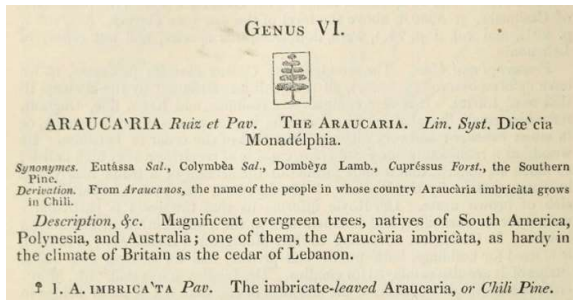 GENUS VI.
ARAUCA`RIA Ruiz et Pav. THE ARAUCARIA. Lin. Syst. Diœ`cia
Monadélphia.
Synonymes. Eutássa Sal., Colymbèa Sal., Dombèya Lamb., Cupréssus Forst., the Southern
Pine.
Derivation. From Araucanos, the name of the people in whose country Araucària imbricàta grows
in Chili.
Description, &c. Magnificent evergreen trees, natives of South America,
Polynesia, and Australia; one of them, the Araucària imbricàta, as hardy in
the climate of Britain as the cedar of Lebanon.
1. A. IMBRICA`TA Pav. The imbricate-leaved Araucaria, or Chili Pine.